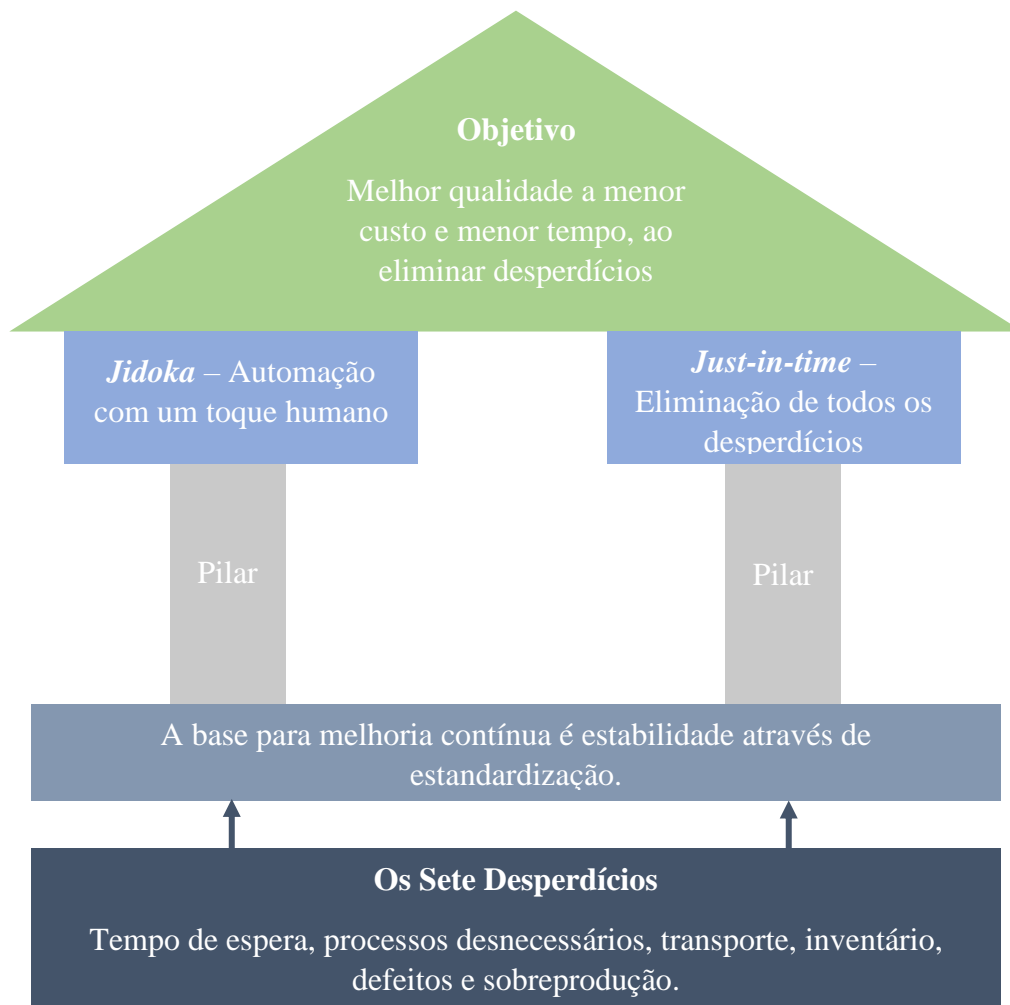 Objetivo
Melhor qualidade a menor
custo e menor tempo, ao
eliminar desperdícios
Jidoka – Automação
com um toque humano
Just-in-time –
Eliminação de todos os
desperdícios
Pilar
Pilar
A base para melhoria contínua é estabilidade através de
estandardização.
Os Sete Desperdícios
Tempo de espera, processos desnecessários, transporte, inventário,
defeitos e sobreprodução.